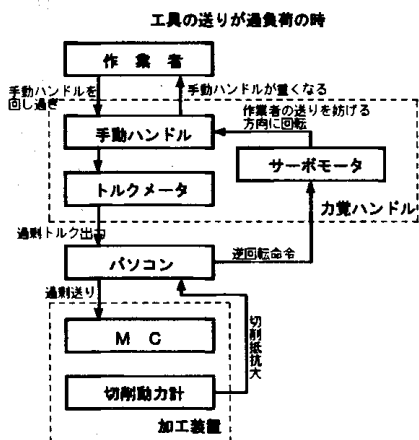 工具の送りが過負荷の時
作業者
手動ハンドルを
回し過ぎ
手動ハンドルが重くなる
作業者の送りを妨げる
方向に回転
手動ハンドル
サーボモータ
トルクメータ
力覚ハンドル
過剰トルク出力
パソコン
逆回転命令
過剰送り
切削抵抗大
MC
切削動力計
加工装置